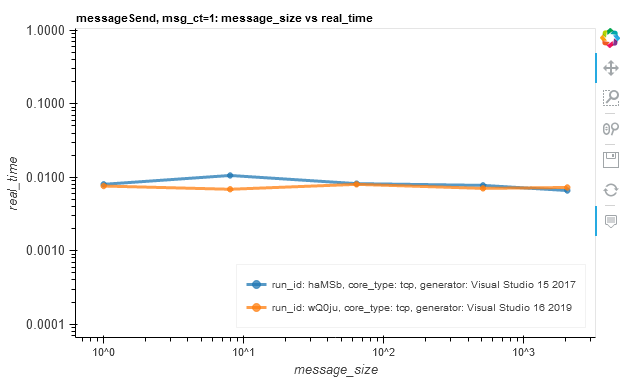 messageSend, msg_ct=1: message_size vs real_time
1.0000
0.1000
0.0100
0.0010
0.0001
real_time
run_id: haMSb, core_type: tcp, generator: Visual Studio 15 2017
run_id: wQ0ju, core_type: tcp, generator: Visual Studio 16 2019
10^0
10^1
10^2
10^3
message_size